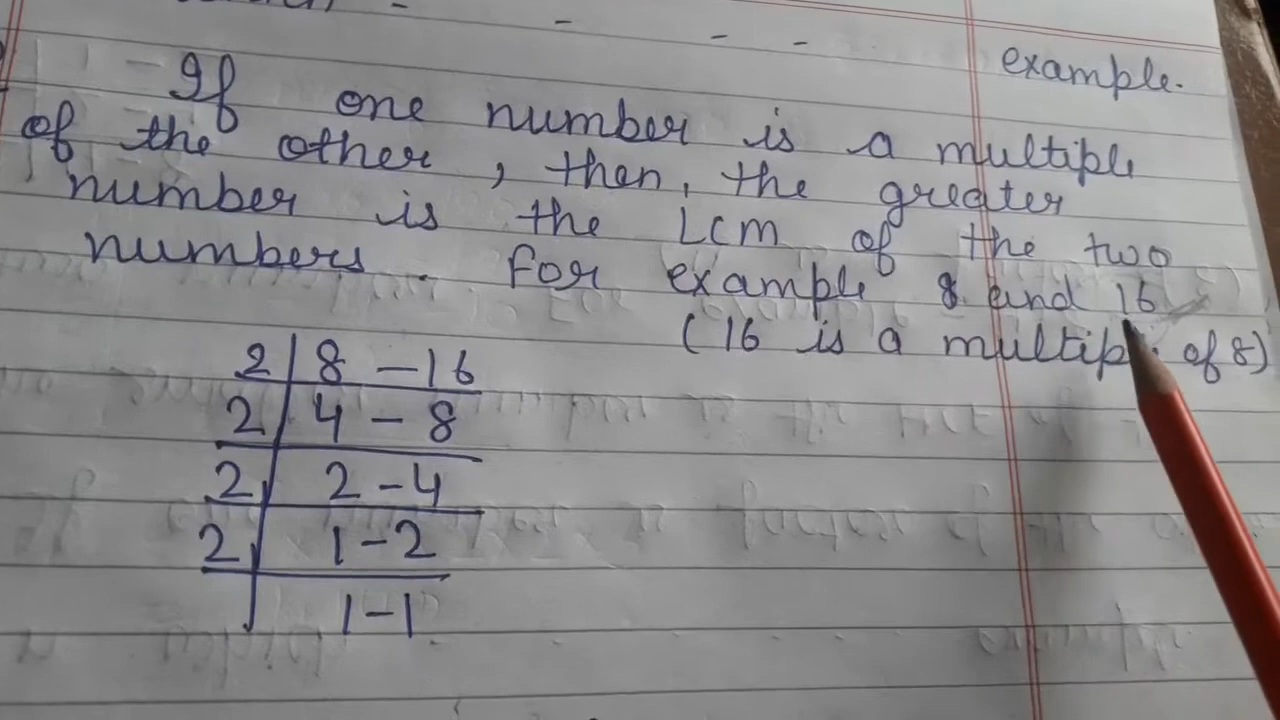 example.
If one number is a multiple
of the other, then, the greater
number is the LCM of the two
numbers. For example 8 and 16
(16 is a multiple of 8)
2 8 - 16
2 4 - 8
2 2 - 4
2 1 - 2
1 - 1